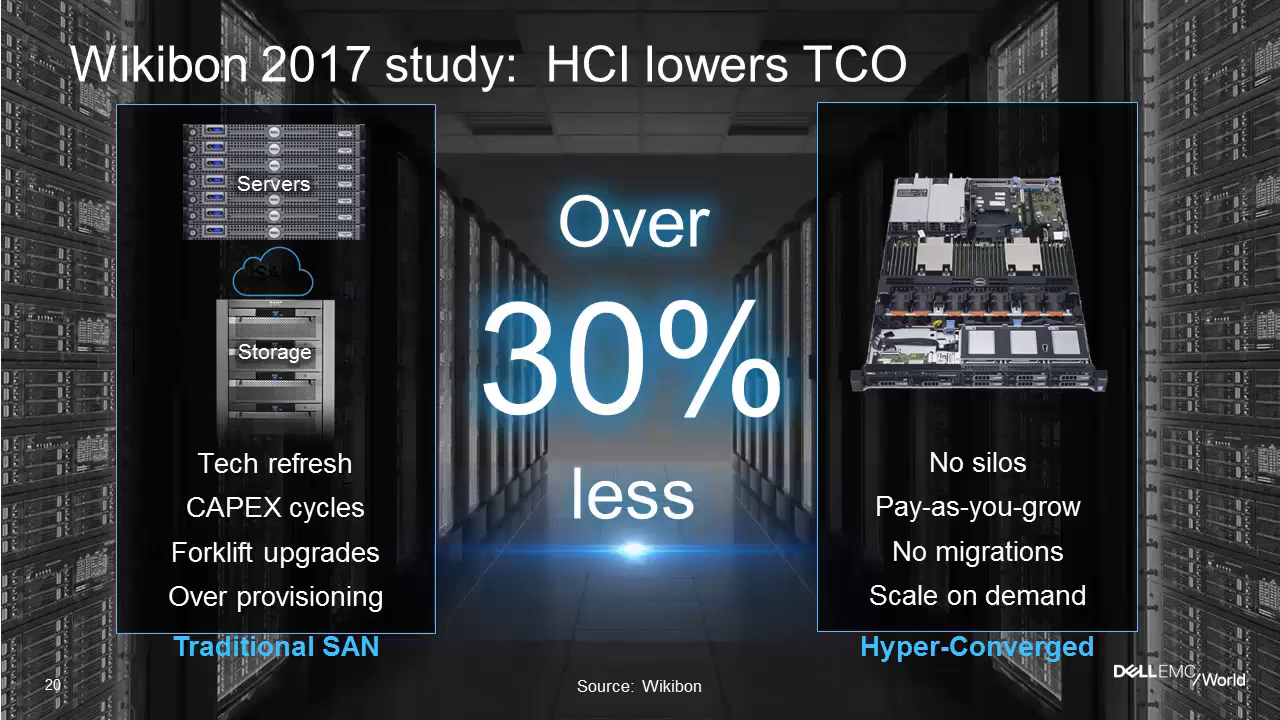 Wikibon 2017 study:  HCI lowers TCO
Servers
SAN
Storage
Tech refresh
CAPEX cycles
Forklift upgrades
Over provisioning
Traditional SAN
Over
30%
less
No silos
Pay-as-you-grow
No migrations
Scale on demand
Hyper-Converged
20
Source:  Wikibon
DELLEMC/World